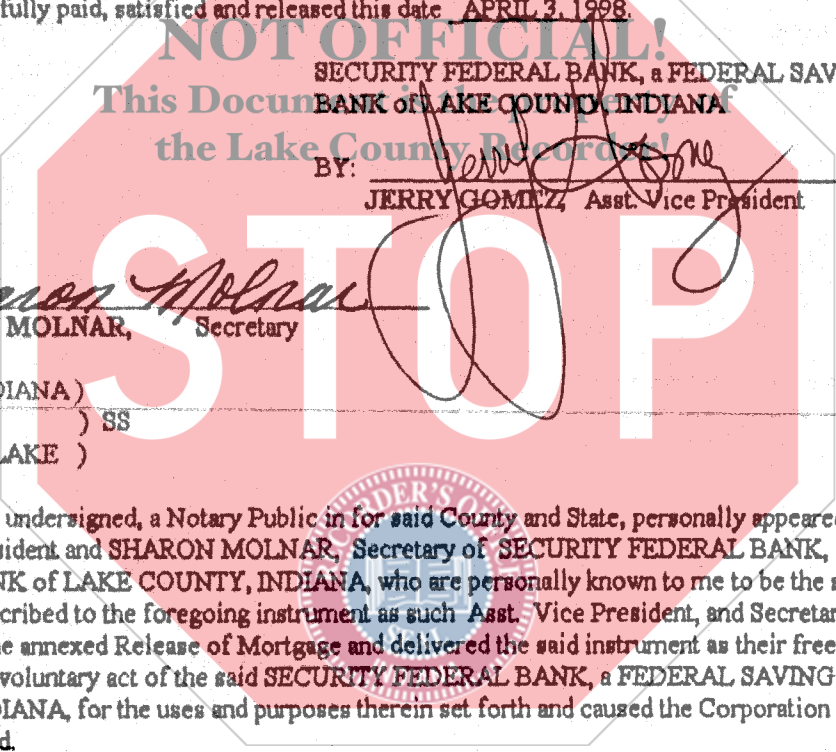 fully paid, satisfied and released this date APRIL 3, 1998.
NOT OFFICIAL!
SECURITY FEDERAL BANK, a FEDERAL SAV
This Document is the property of
BANK of LAKE COUNTY, INDIANA
the Lake County Recorder!
BY:
JERRY GOMEZ, Asst. Vice President
STOP
Molnar
MOLNAR, Secretary
DIANA )
) SS
LAKE )
RECORDER'S OFFICE
undersigned, a Notary Public in for said County and State, personally appeare
sident and SHARON MOLNAR, Secretary of SECURITY FEDERAL BANK,
NK of LAKE COUNTY, INDIANA, who are personally known to me to be the s
cribed to the foregoing instrument as such Asst. Vice President, and Secretar
e annexed Release of Mortgage and delivered the said instrument as their free
voluntary act of the said SECURITY FEDERAL BANK, a FEDERAL SAVING
DIANA, for the uses and purposes therein set forth and caused the Corporation
d.